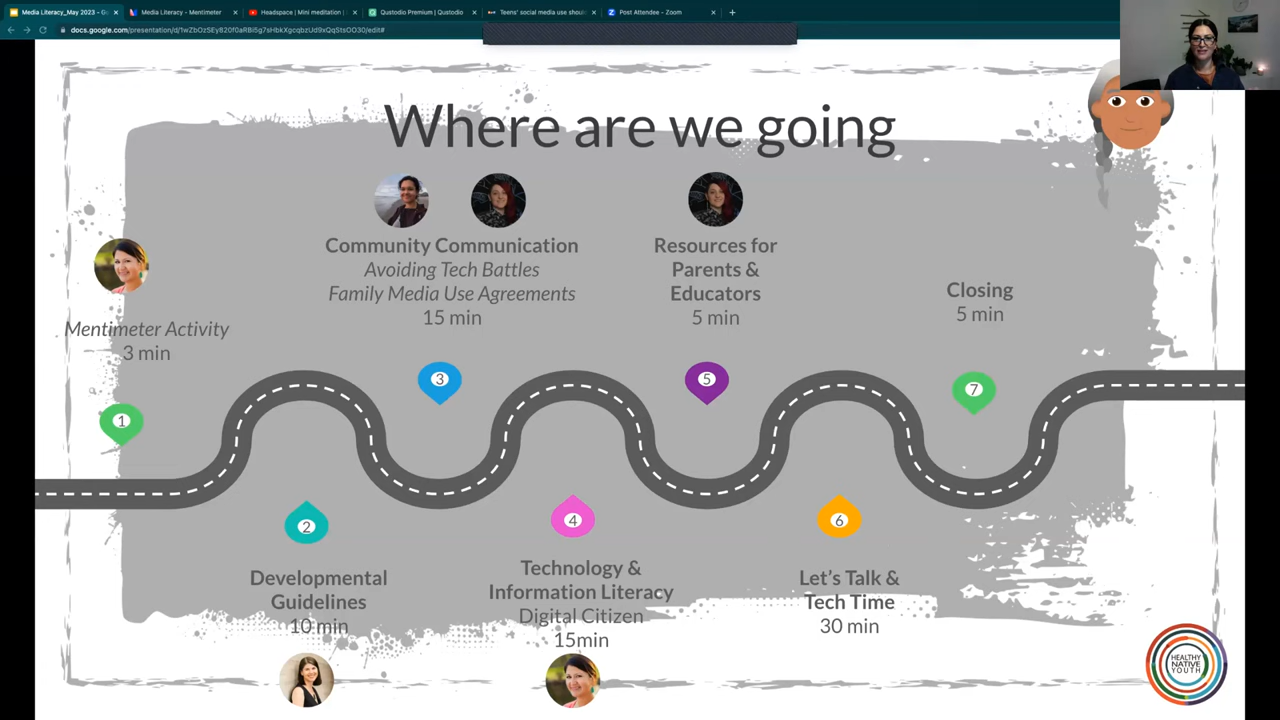 Media Literacy_May 2023 - G
Media Literacy - Mentimeter
Headspace | Mini meditation |
Qustodio Premium | Qustodio
Teens' social media use shoul
Post Attendee - Zoom
Where are we going
Community Communication
Avoiding Tech Battles
Family Media Use Agreements
15 min
Resources for
Parents &
Educators
5 min
Closing
5 min
Mentimeter Activity
3 min
1
3
5
7
2
4
6
Developmental
Guidelines
10 min
Technology &
Information Literacy
Digital Citizen
15min
Let's Talk &
Tech Time
30 min
HEALTHY
NATIVE
YOUTH